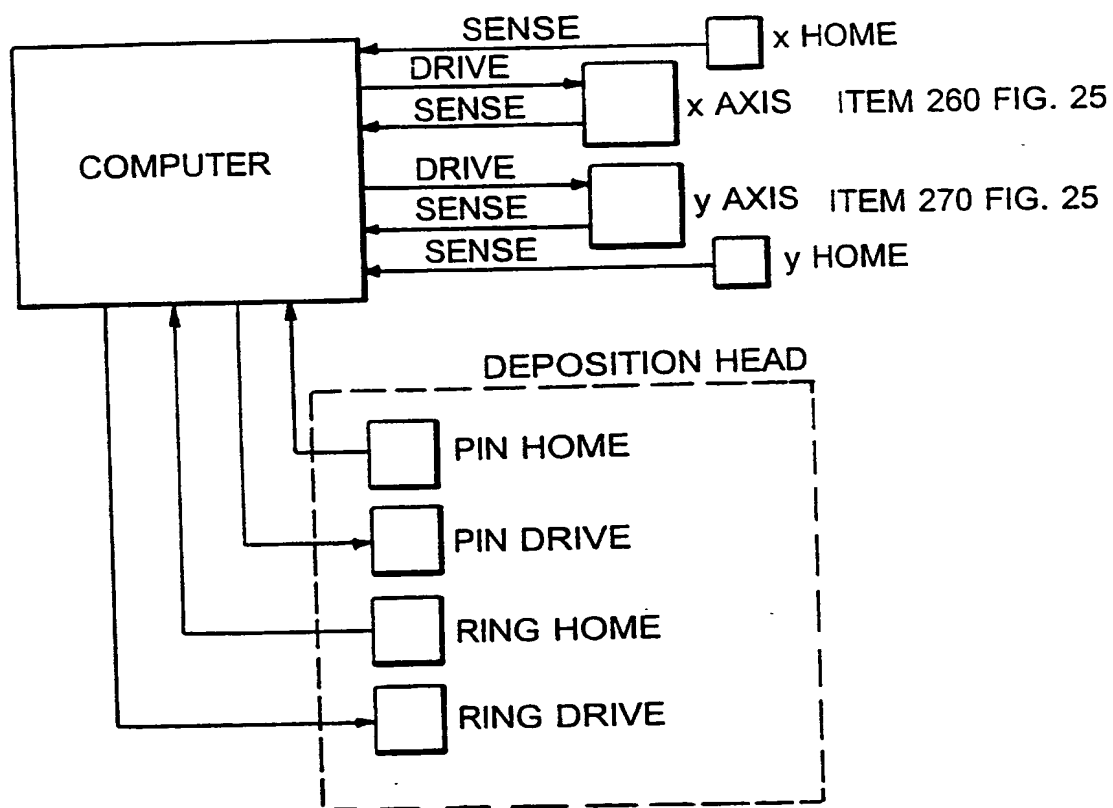 SENSE
x HOME
DRIVE
SENSE
x AXIS ITEM 260 FIG. 25
COMPUTER
DRIVE
SENSE
y AXIS ITEM 270 FIG. 25
SENSE
y HOME
DEPOSITION HEAD
PIN HOME
PIN DRIVE
RING HOME
RING DRIVE